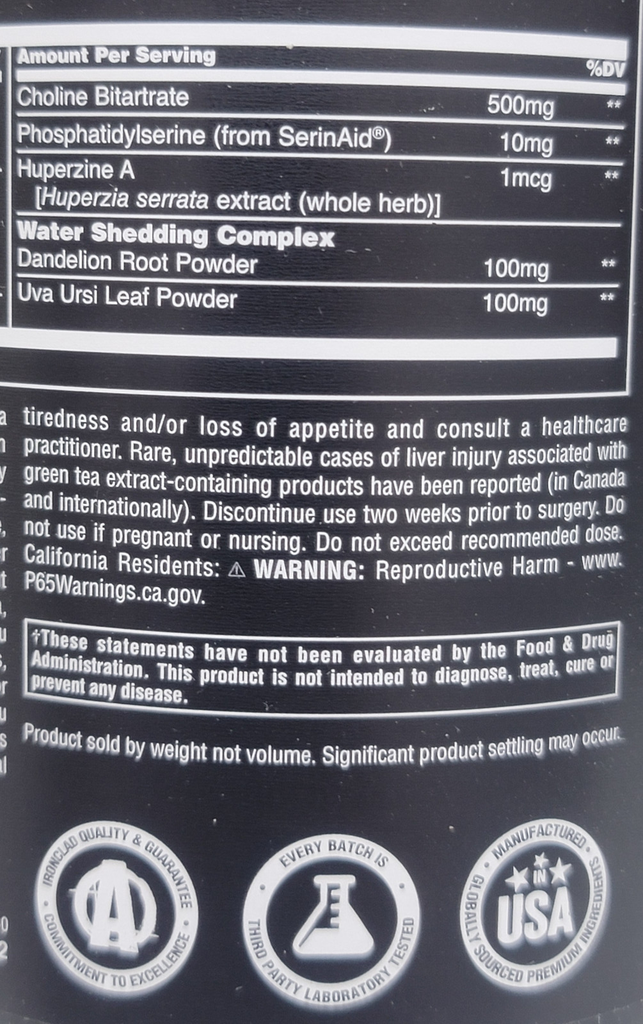 Amount Per Serving %DV
Choline Bitartrate 500mg **
Phosphatidylserine (from SerinAid®) 10mg **
Huperzine A 1mcg **
[Huperzia serrata extract (whole herb)]
Water Shedding Complex
Dandelion Root Powder 100mg **
Uva Ursi Leaf Powder 100mg **
tiredness and/or loss of appetite and consult a healthcare
practitioner. Rare, unpredictable cases of liver injury associated with
green tea extract-containing products have been reported (in Canada
and internationally). Discontinue use two weeks prior to surgery. Do
not use if pregnant or nursing. Do not exceed recommended dose.
California Residents: ⚠ WARNING: Reproductive Harm - www.
P65Warnings.ca.gov.
†These statements have not been evaluated by the Food & Drug
Administration. This product is not intended to diagnose, treat, cure or
prevent any disease.
Product sold by weight not volume. Significant product settling may occur.
IRONCLAD QUALITY & GUARANTEE
A
• COMMITMENT TO EXCELLENCE •
EVERY BATCH IS
• THIRD PARTY LABORATORY TESTED •
• MANUFACTURED •
IN
USA
GLOBALLY SOURCED PREMIUM INGREDIENTS